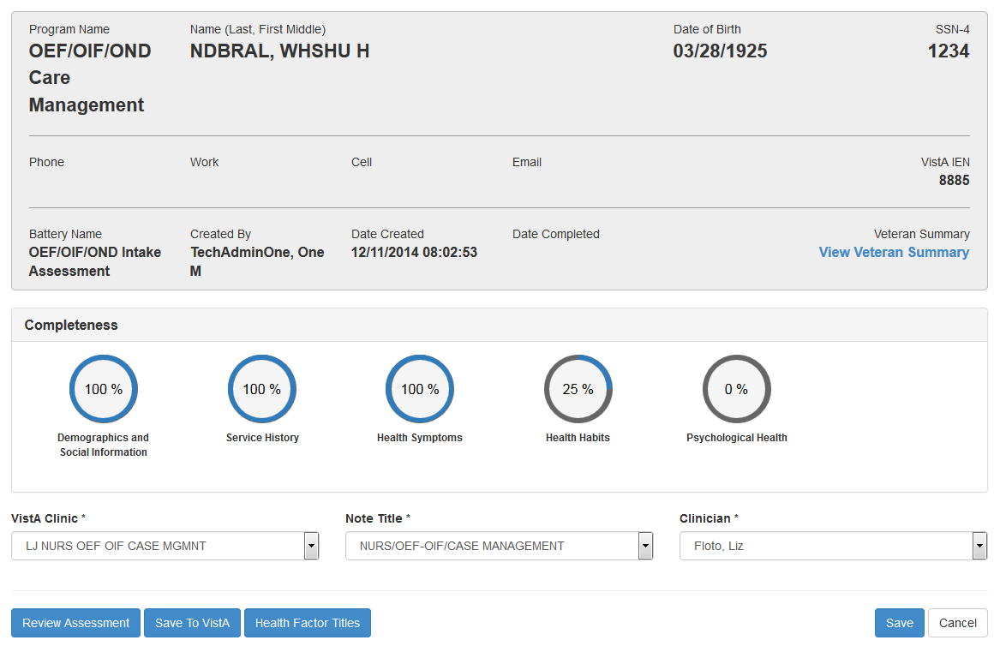 Program Name
Name (Last, First Middle)
Date of Birth
SSN-4
OEF/OIF/OND
Care
Management
NDBRAL, WHSHU H
03/28/1925
1234
Phone
Work
Cell
Email
VistA IEN
8885
Battery Name
Created By
Date Created
Date Completed
Veteran Summary
OEF/OIF/OND Intake
Assessment
TechAdminOne, One
M
12/11/2014 08:02:53
View Veteran Summary
Completeness
100 %
100 %
100 %
25 %
0 %
Demographics and
Social Information
Service History
Health Symptoms
Health Habits
Psychological Health
VistA Clinic *
Note Title *
Clinician *
LJ NURS OEF OIF CASE MGMNT
NURS/OEF-OIF/CASE MANAGEMENT
Floto, Liz
Review Assessment
Save To VistA
Health Factor Titles
Save
Cancel